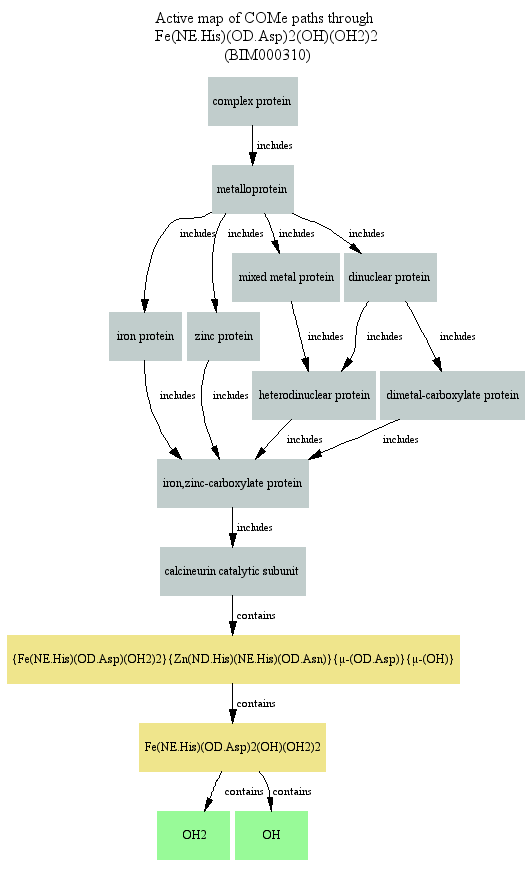 Active map of COMe paths through
Fe(NE.His)(OD.Asp)2(OH)(OH2)2
(BIM000310)
complex protein
includes
metalloprotein
includes
includes
includes
includes
mixed metal protein
dinuclear protein
iron protein
zinc protein
includes
includes
includes
heterodinuclear protein
dimetal-carboxylate protein
includes
includes
includes
includes
iron,zinc-carboxylate protein
includes
calcineurin catalytic subunit
contains
{Fe(NE.His)(OD.Asp)(OH2)2}{Zn(ND.His)(NE.His)(OD.Asn)}{μ-(OD.Asp)}{μ-(OH)}
contains
Fe(NE.His)(OD.Asp)2(OH)(OH2)2
contains
contains
OH2
OH